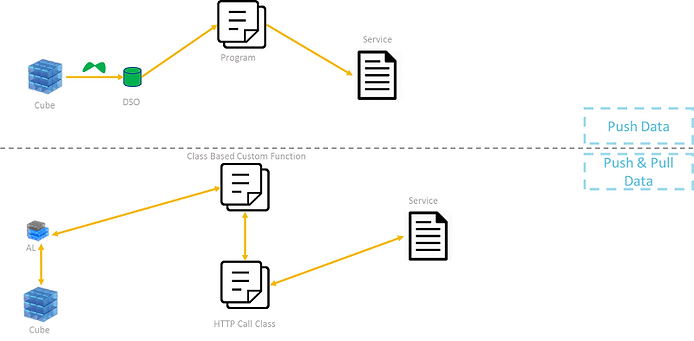 Service
Program
Cube
DSO
Push Data
Class Based Custom Function
Push & Pull
Data
Service
AL
Cube
HTTP Call Class